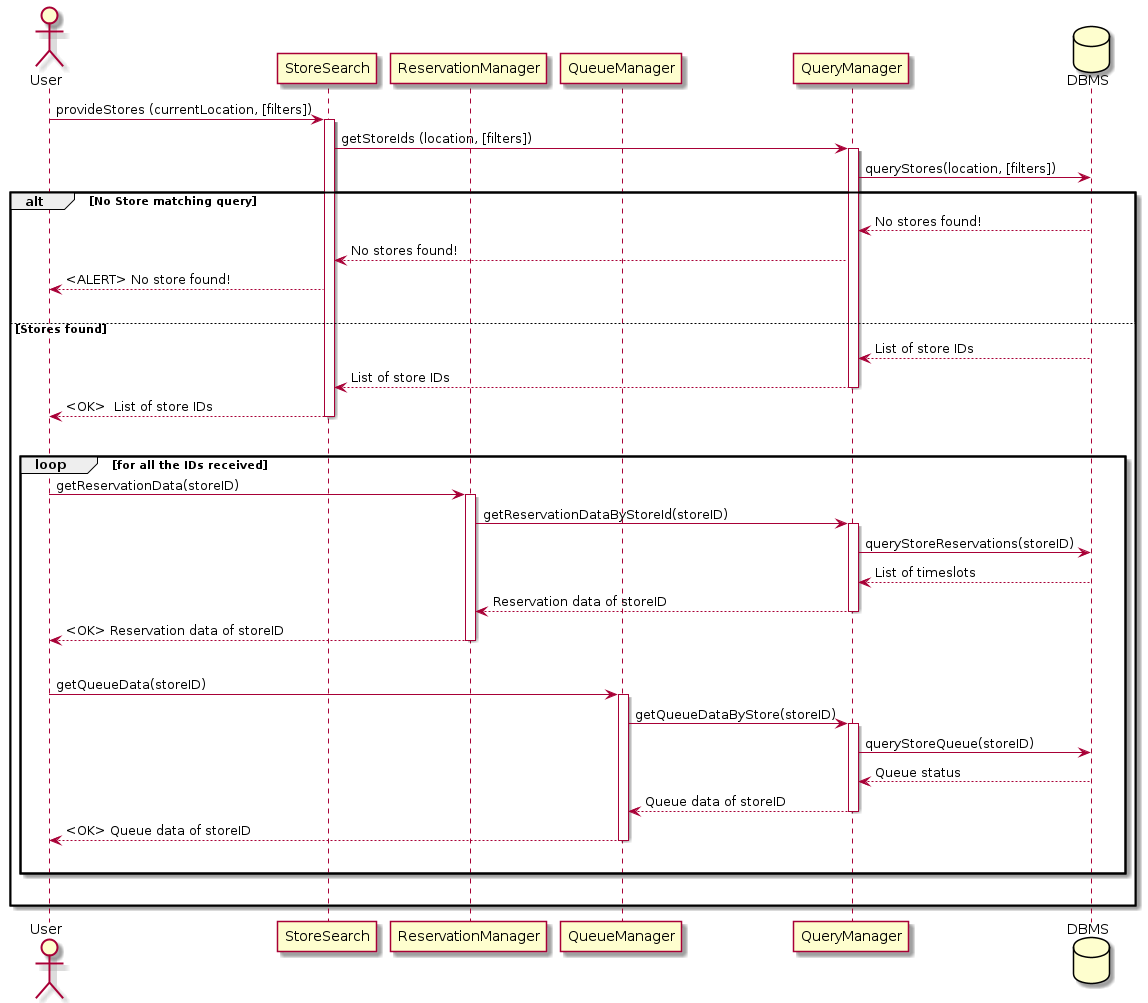 User
StoreSearch
ReservationManager
QueueManager
QueryManager
DBMS
provideStores (currentLocation, [filters])
getStoreIds (location, [filters])
queryStores(location, [filters])
alt
[No Store matching query]
No stores found!
No stores found!
<ALERT> No store found!
[Stores found]
List of store IDs
List of store IDs
<OK>  List of store IDs
loop
[for all the IDs received]
getReservationData(storeID)
getReservationDataByStoreId(storeID)
queryStoreReservations(storeID)
List of timeslots
Reservation data of storeID
<OK> Reservation data of storeID
getQueueData(storeID)
getQueueDataByStore(storeID)
queryStoreQueue(storeID)
Queue status
Queue data of storeID
<OK> Queue data of storeID
User
StoreSearch
ReservationManager
QueueManager
QueryManager
DBMS